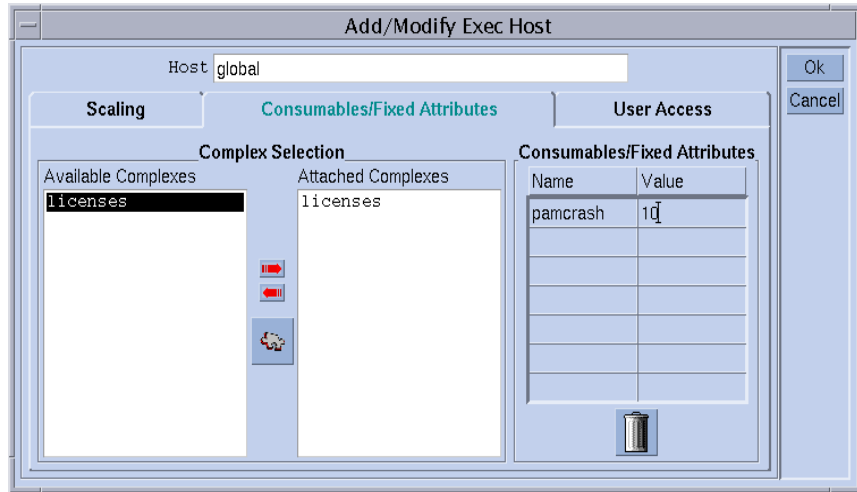 Add/Modify Exec Host
Host global
Ok
Cancel
Scaling
Consumables/Fixed Attributes
User Access
Complex Selection
Available Complexes
licenses
Attached Complexes
licenses
Consumables/Fixed Attributes
Name Value
pamcrash 10